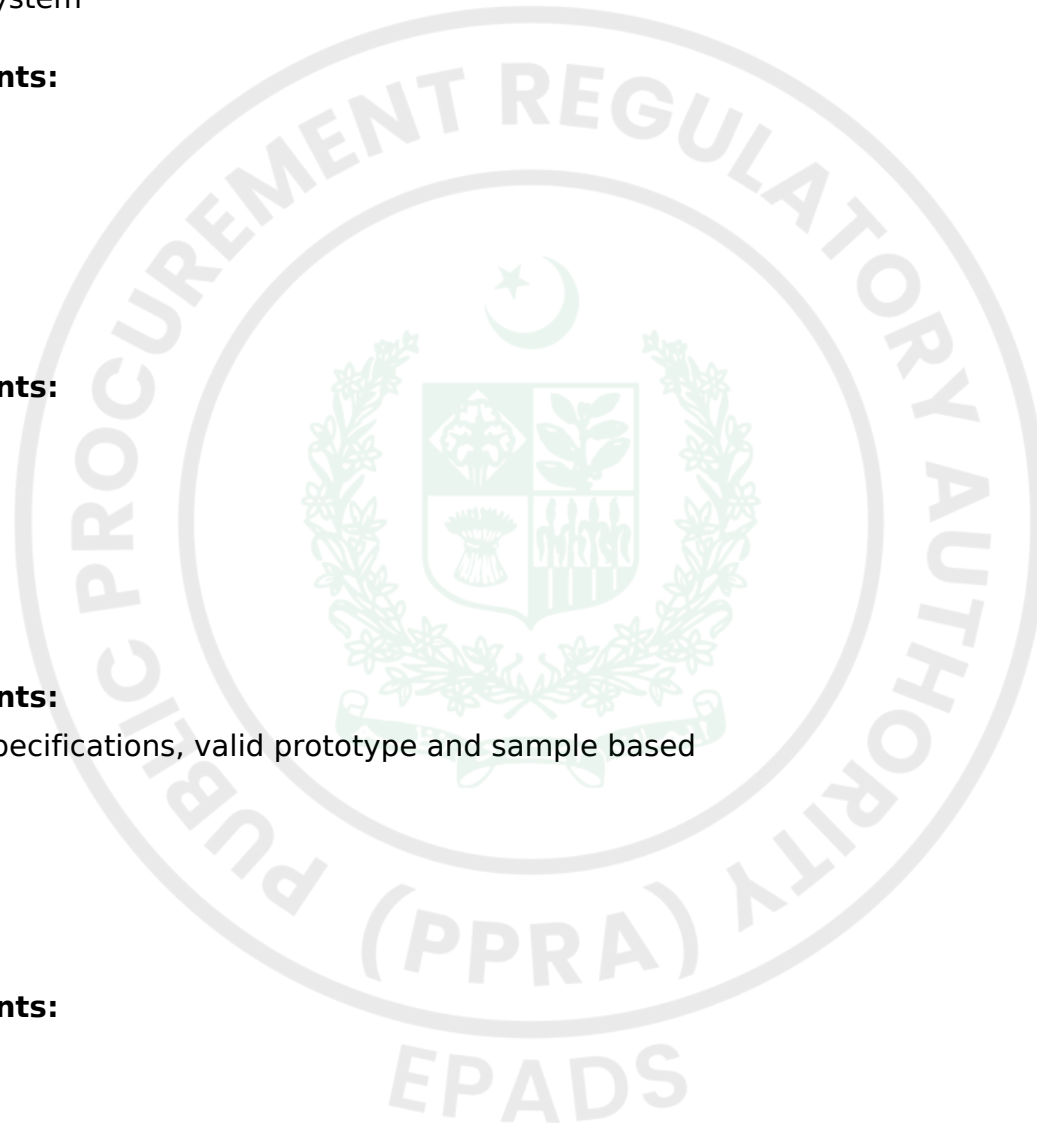 ystem
nts:
nts:
nts:
pecifications, valid prototype and sample based
nts:
PUBLIC PROCUREMENT REGULATORY AUTHORITY
(PPRA)
EPADS